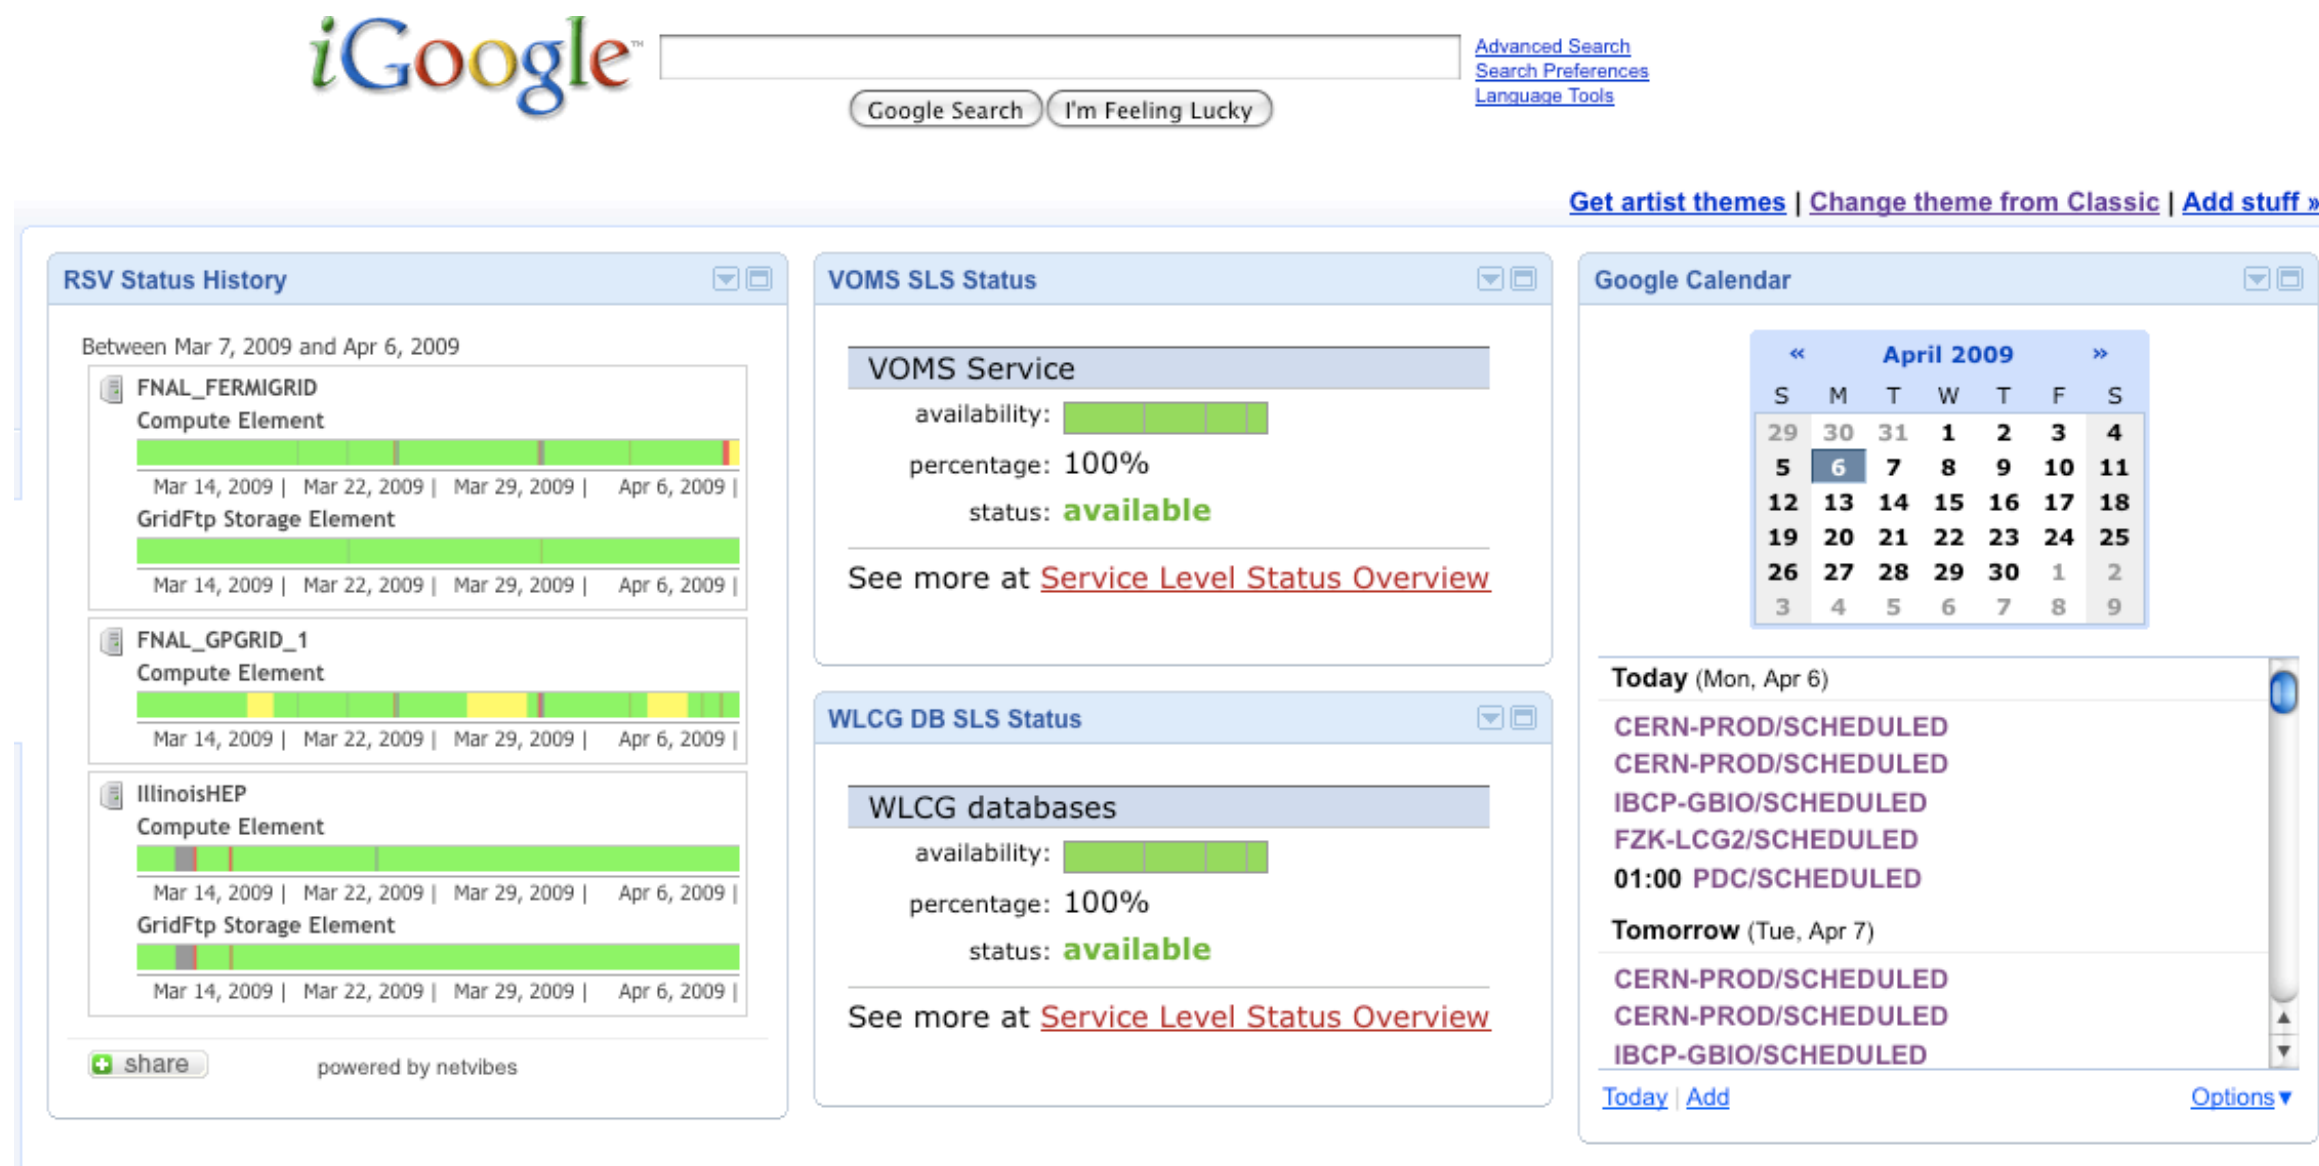 iGoogle™
Advanced Search
Search Preferences
Language Tools
Google Search I'm Feeling Lucky
Get artist themes | Change theme from Classic | Add stuff »
RSV Status History
Between Mar 7, 2009 and Apr 6, 2009
FNAL_FERMIGRID
Compute Element
Mar 14, 2009 | Mar 22, 2009 | Mar 29, 2009 | Apr 6, 2009 |
GridFtp Storage Element
Mar 14, 2009 | Mar 22, 2009 | Mar 29, 2009 | Apr 6, 2009 |
FNAL_GPGRID_1
Compute Element
Mar 14, 2009 | Mar 22, 2009 | Mar 29, 2009 | Apr 6, 2009 |
IllinoisHEP
Compute Element
Mar 14, 2009 | Mar 22, 2009 | Mar 29, 2009 | Apr 6, 2009 |
GridFtp Storage Element
Mar 14, 2009 | Mar 22, 2009 | Mar 29, 2009 | Apr 6, 2009 |
share powered by netvibes
VOMS SLS Status
VOMS Service
availability:
percentage: 100%
status: available
See more at Service Level Status Overview
WLCG DB SLS Status
WLCG databases
availability:
percentage: 100%
status: available
See more at Service Level Status Overview
Google Calendar
« April 2009 »
S M T W T F S
29 30 31 1 2 3 4
5 6 7 8 9 10 11
12 13 14 15 16 17 18
19 20 21 22 23 24 25
26 27 28 29 30 1 2
3 4 5 6 7 8 9
Today (Mon, Apr 6)
CERN-PROD/SCHEDULED
CERN-PROD/SCHEDULED
IBCP-GBIO/SCHEDULED
FZK-LCG2/SCHEDULED
01:00 PDC/SCHEDULED
Tomorrow (Tue, Apr 7)
CERN-PROD/SCHEDULED
CERN-PROD/SCHEDULED
IBCP-GBIO/SCHEDULED
Today | Add Options▼